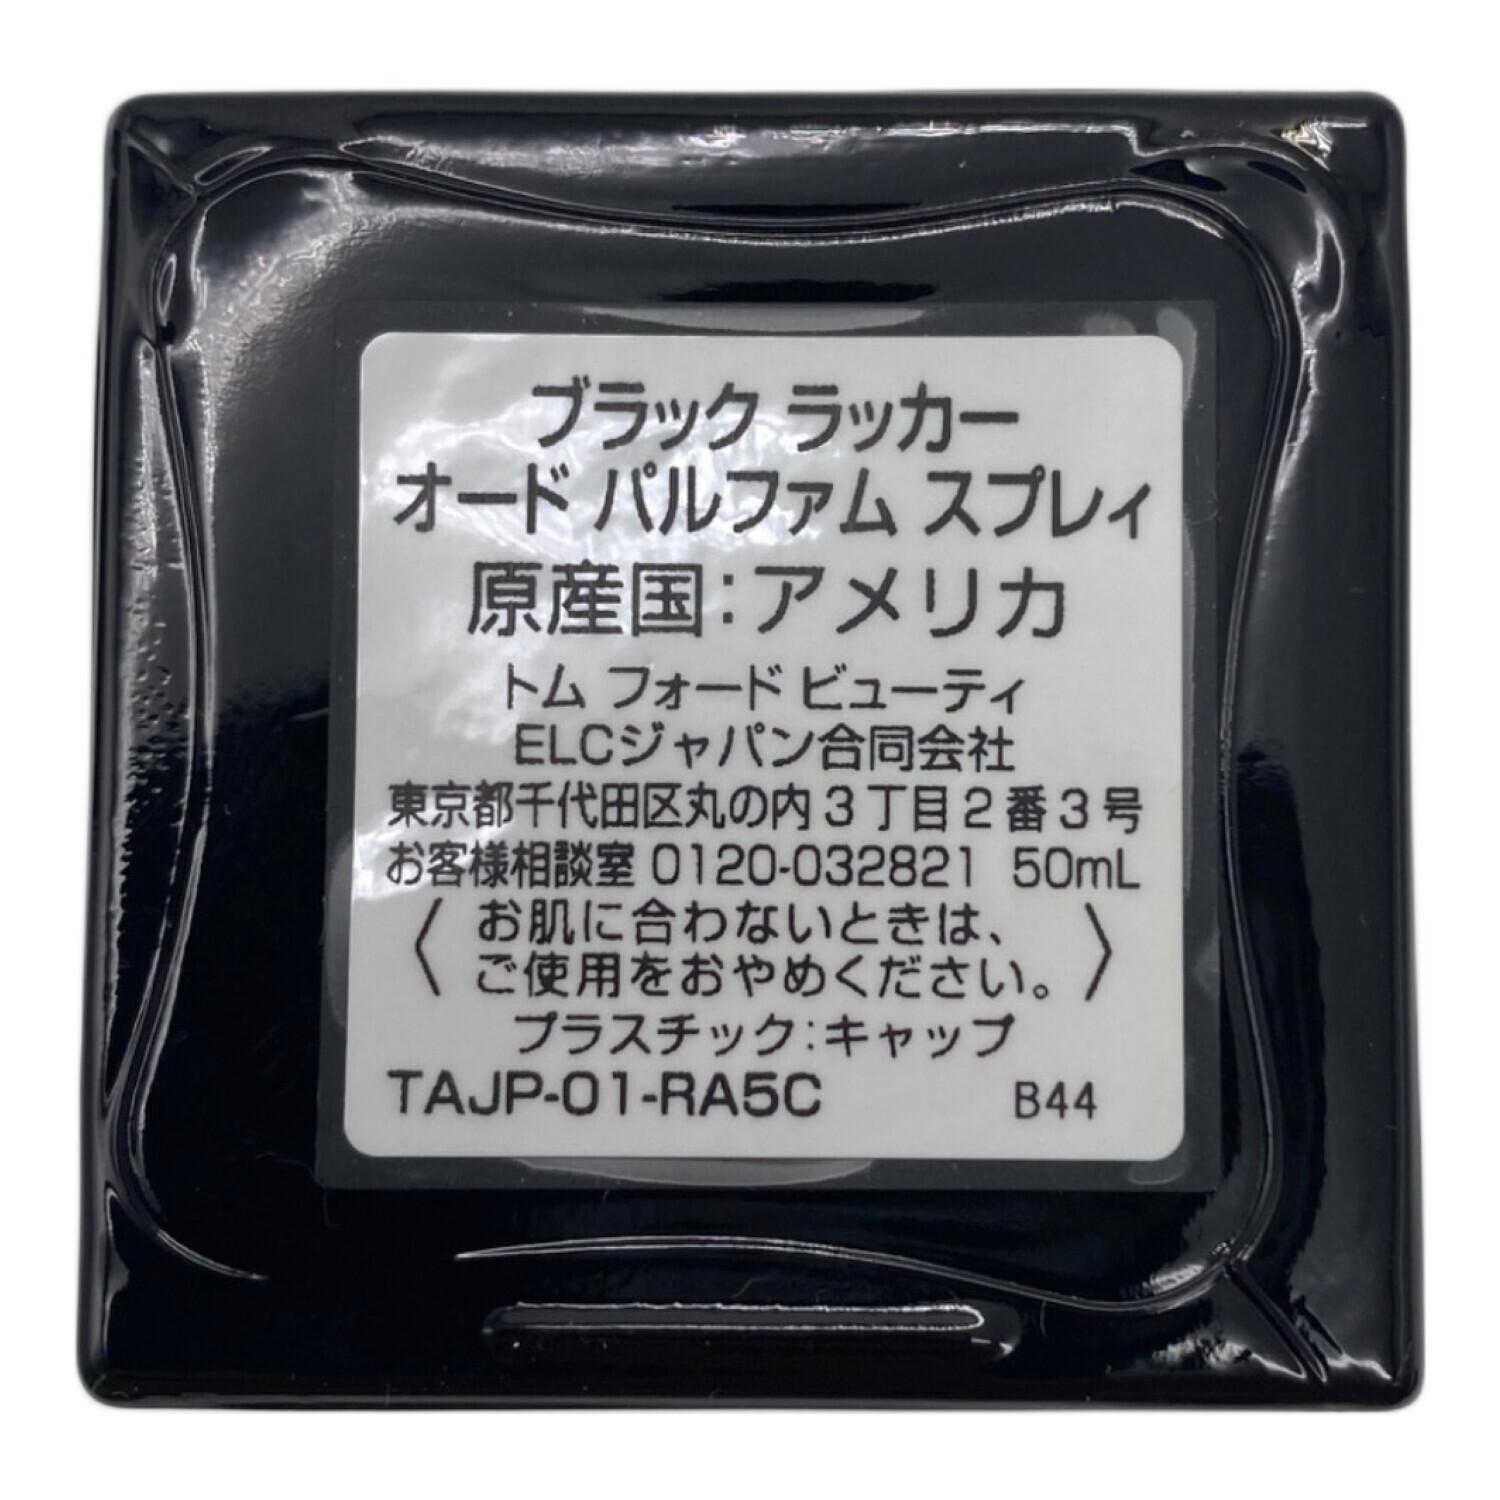 ブラック ラッカー
オード パルファム スプレィ
原産国:アメリカ
トム フォード ビューティ
ELCジャパン合同会社
東京都千代田区丸の内3丁目2番3号
お客様相談室 0120-032821 50mL
〈お肌に合わないときは、
ご使用をおやめください。〉
プラスチック:キャップ
TAJP-01-RA5C B44